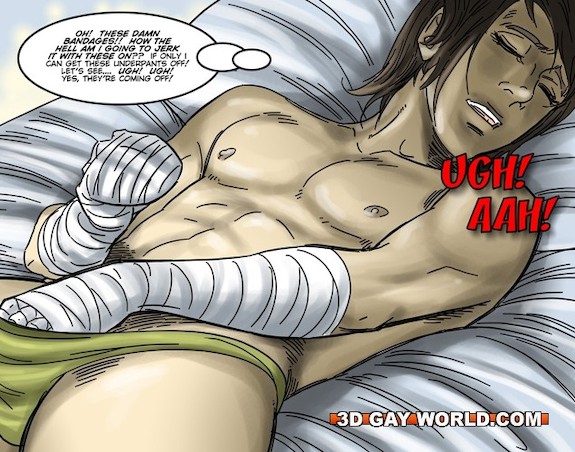 OH! THESE DAMN
BANDAGES!! HOW THE
HELL AM I GOING TO JERK
IT WITH THESE ON?? IF ONLY I
CAN GET THESE UNDERPANTS OFF!
LET'S SEE.... UGH! UGH!
YES, THEY'RE COMING OFF!
UGH!
AAH!
3D GAY WORLD.COM